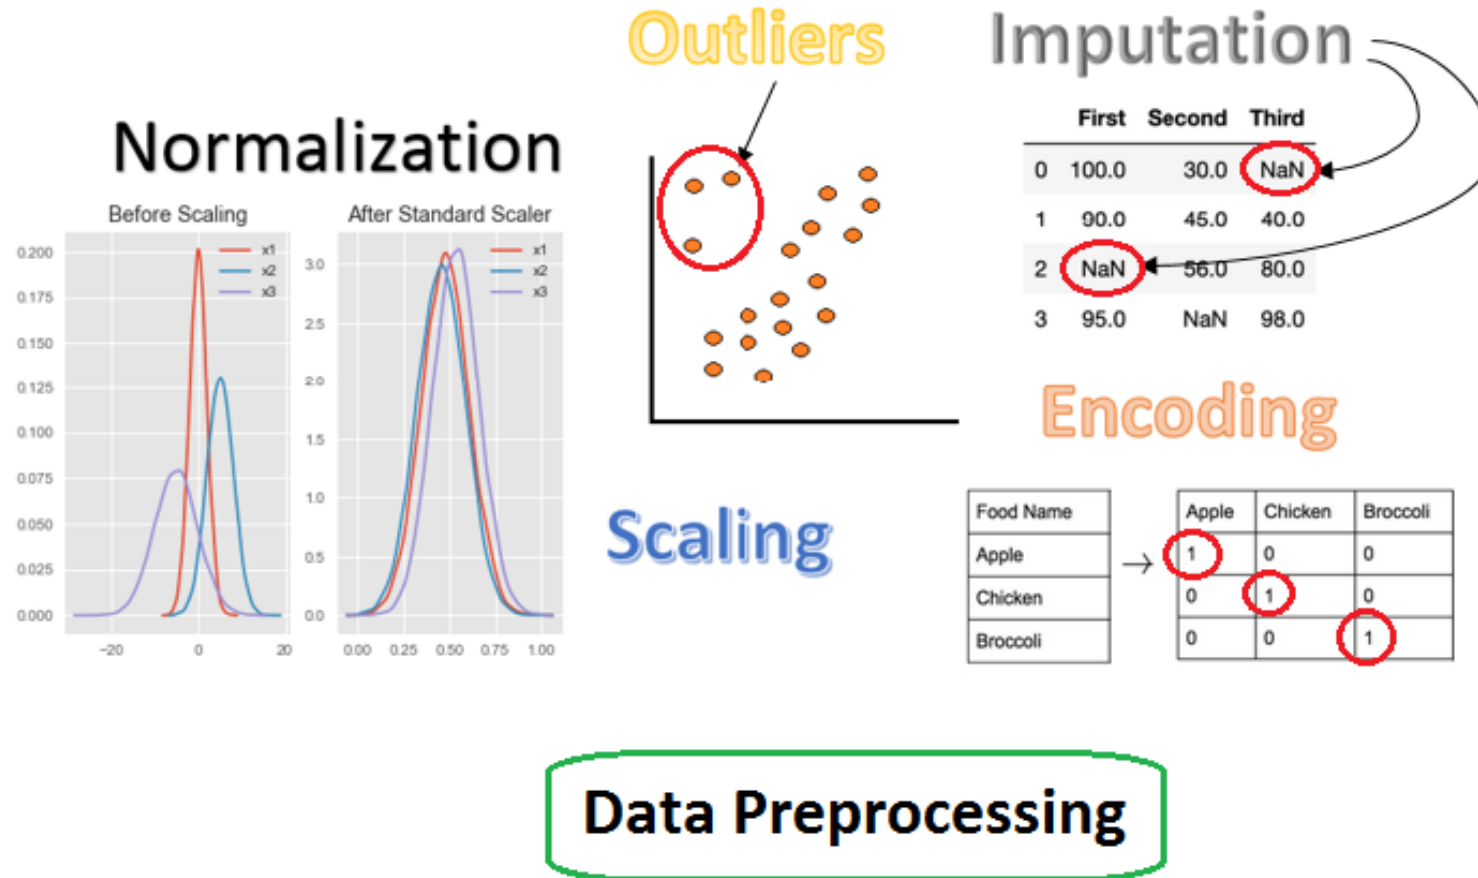 Outliers
Imputation
Normalization
First Second Third
0 100.0 30.0 NaN
1 90.0 45.0 40.0
2 NaN 56.0 80.0
3 95.0 NaN 98.0
Before Scaling
x1
x2
x3
0.200
0.175
0.150
0.125
0.100
0.075
0.050
0.025
0.000
−20 0 20
After Standard Scaler
x1
x2
x3
3.0
2.5
2.0
1.5
1.0
0.5
0.0
0.00 0.25 0.50 0.75 1.00
Encoding
Scaling
Food Name
Apple
Chicken
Broccoli
Apple Chicken Broccoli
1 0 0
0 1 0
0 0 1
Data Preprocessing